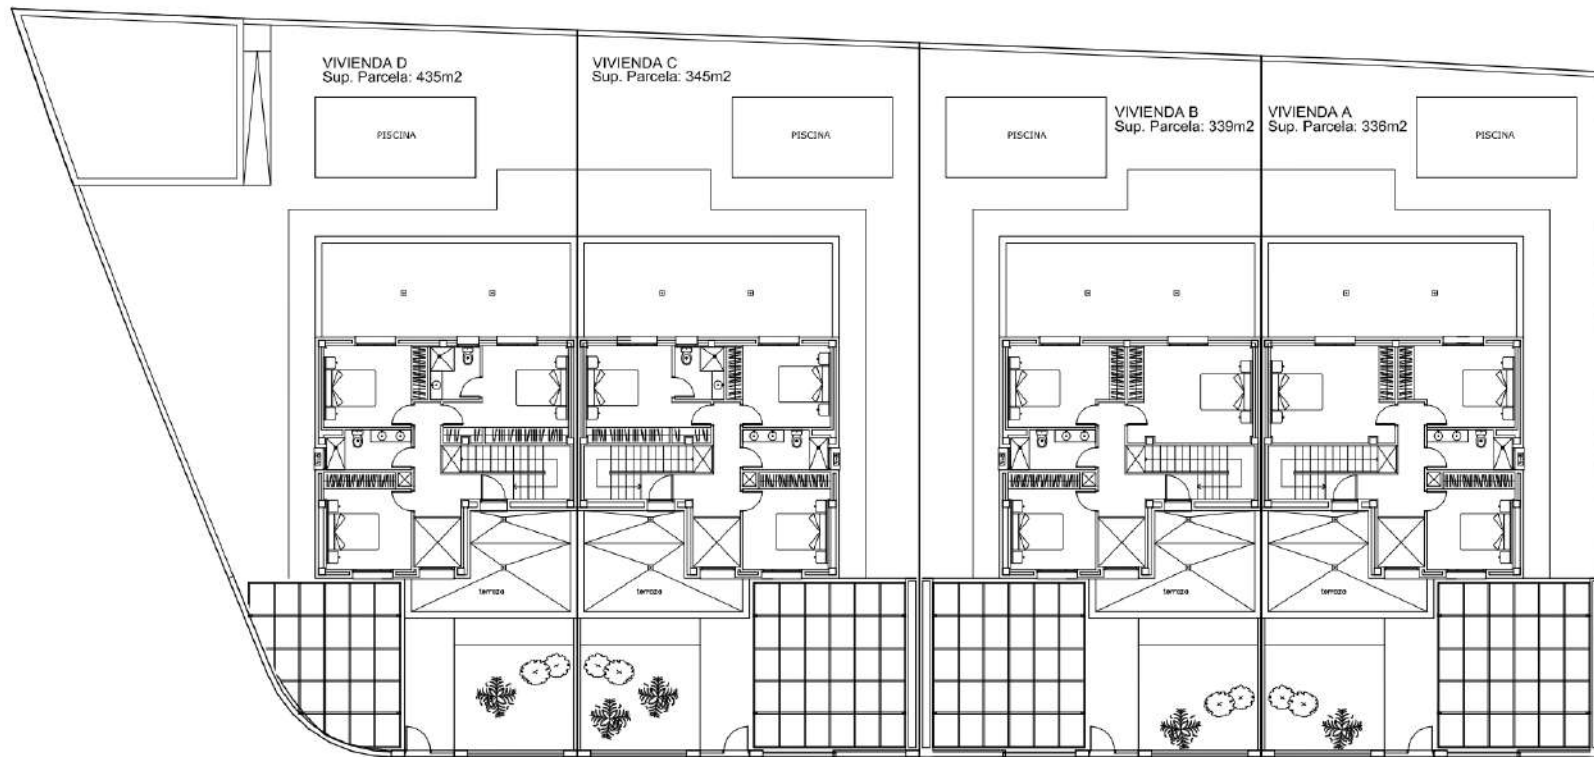 VIVIENDA D
Sup. Parcela: 435m2
VIVIENDA C
Sup. Parcela: 345m2
PISCINA
PISCINA
PISCINA
VIVIENDA B
Sup. Parcela: 339m2
VIVIENDA A
Sup. Parcela: 336m2
PISCINA
terraza
terraza
terraza
terraza